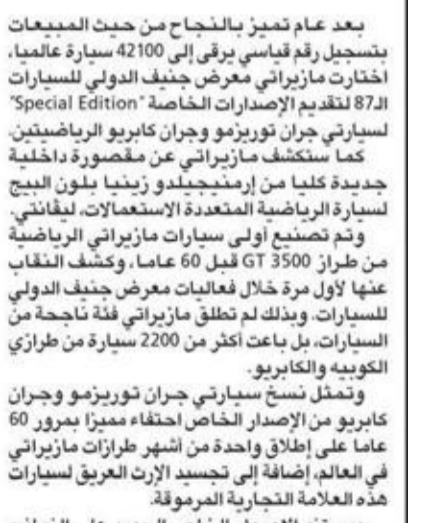 بعد عام تميز بالنجاح من حيث المبيعات
بتسجيل رقم قياسي يرقى إلى 42100 سيارة عالميا،
اختارت مازيراتي معرض جنيف الدولي للسيارات
الـ87 لتقديم الإصدارات الخاصة "Special Edition"
لسيارتي جران توريزمو وجران كابريو الرياضيتين.
كما ستكشف مازيراتي عن مقصورة داخلية
جديدة كليا من إرمنيجيلدو زينيا بلون البيج
لسيارة الرياضية المتعددة الاستعمالات، ليڤانتي.
وتم تصنيع أولى سيارات مازيراتي الرياضية
من طراز GT 3500 قبل 60 عاما، وكشف النقاب
عنها لأول مرة خلال فعاليات معرض جنيف الدولي
للسيارات. وبذلك لم تطلق مازيراتي فئة ناجحة من
السيارات، بل باعت أكثر من 2200 سيارة من طرازي
الكوبيه والكابريو.
وتمثل نسخ سيارتي جران توريزمو وجران
كابريو من الإصدار الخاص احتفاء مميزا بمرور 60
عاما على إطلاق واحدة من أشهر طرازات مازيراتي
في العالم، إضافة إلى تجسيد الإرث العريق لسيارات
هذه العلامة التجارية المرموقة.